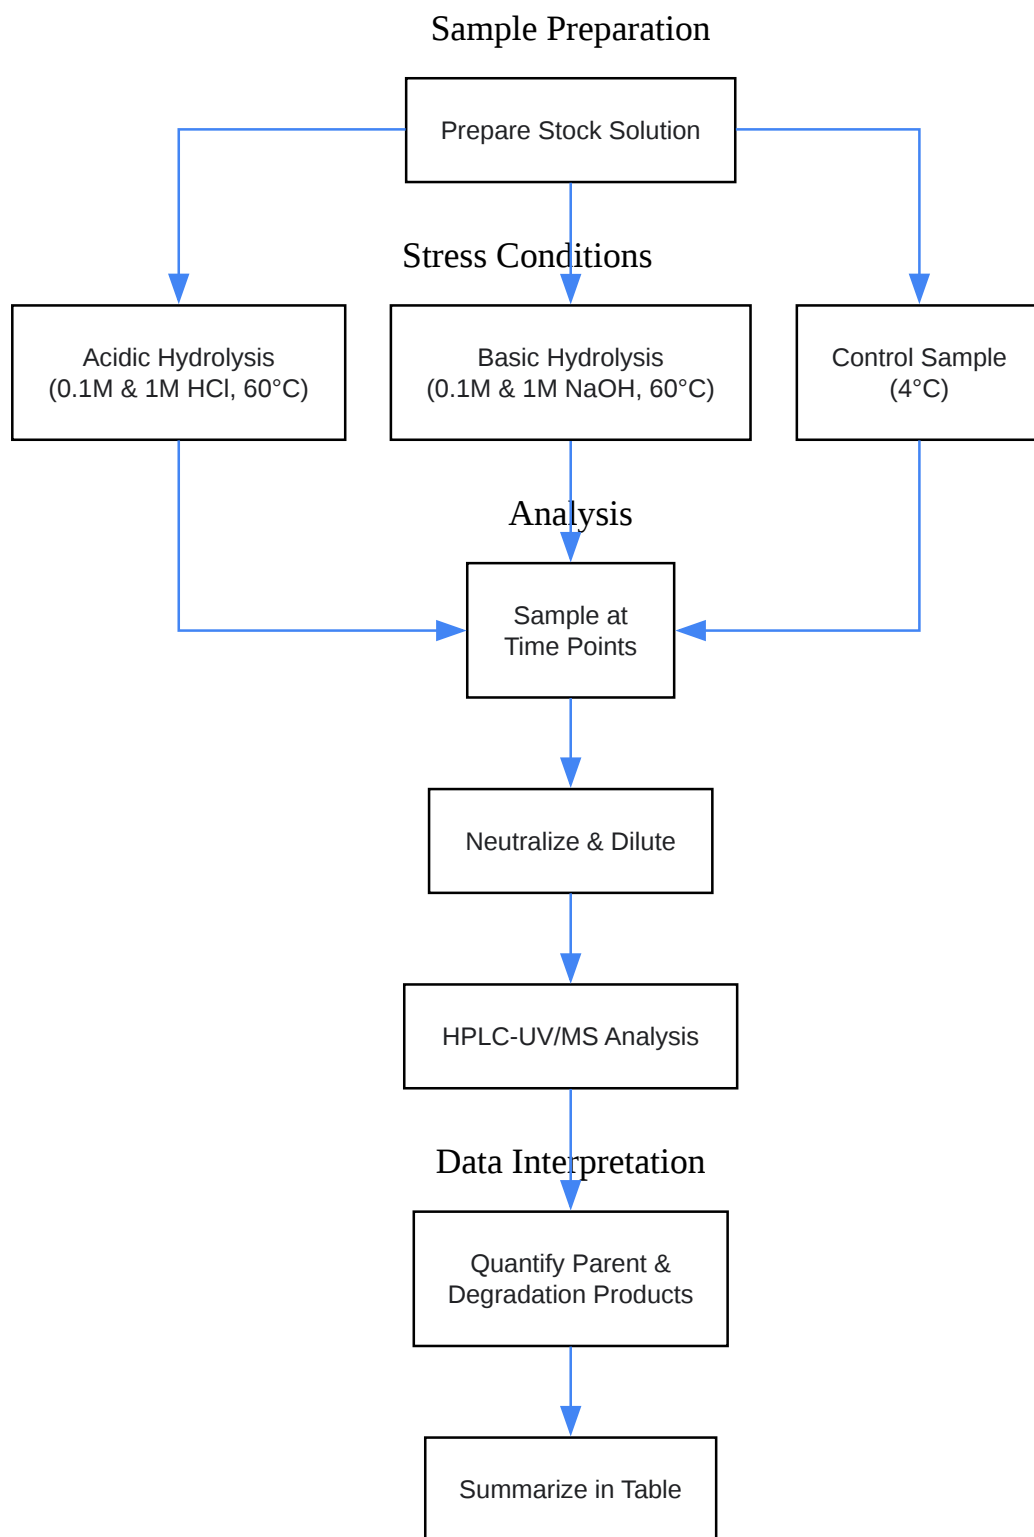 Sample Preparation
Prepare Stock Solution
Stress Conditions
Acidic Hydrolysis
(0.1M & 1M HCl, 60°C)
Basic Hydrolysis
(0.1M & 1M NaOH, 60°C)
Control Sample
(4°C)
Analysis
Sample at
Time Points
Neutralize & Dilute
HPLC-UV/MS Analysis
Data Interpretation
Quantify Parent &
Degradation Products
Summarize in Table